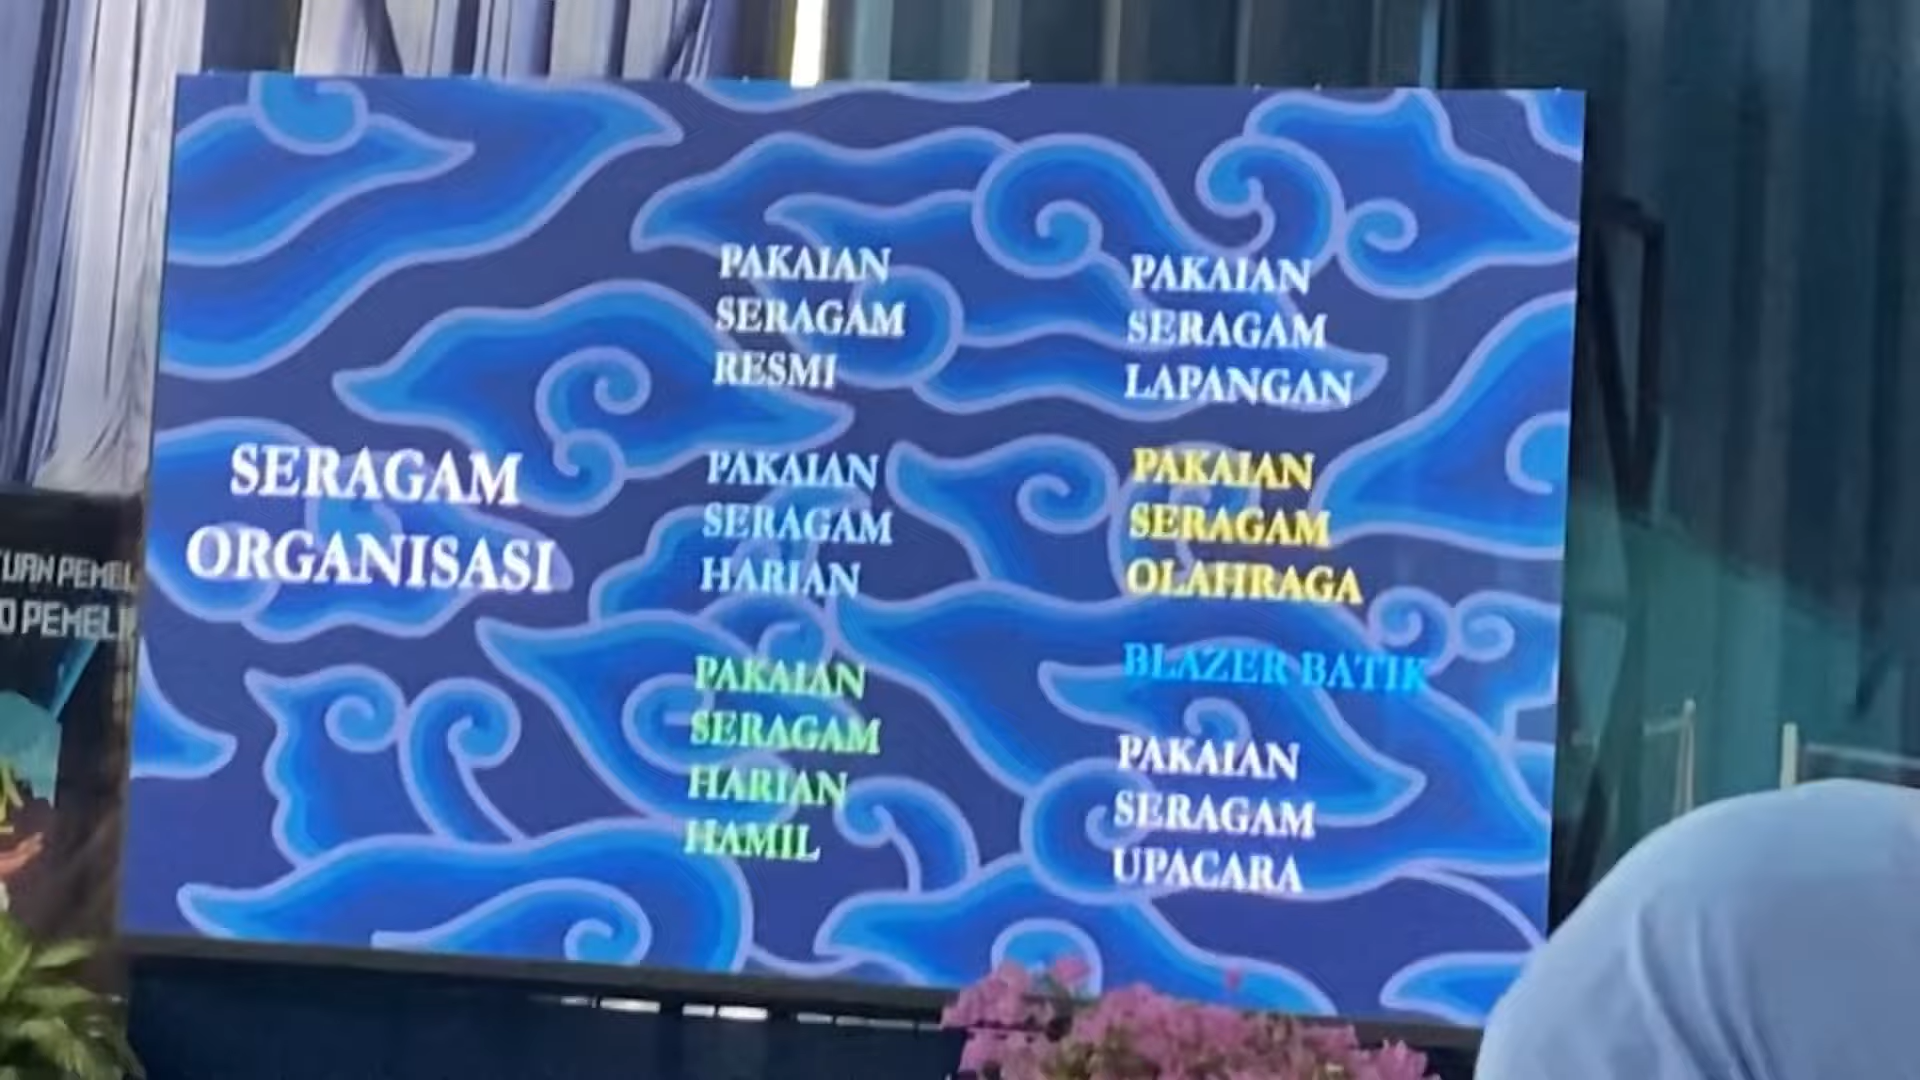 SERAGAM
ORGANISASI
PAKAIAN
SERAGAM
RESMI
PAKAIAN
SERAGAM
HARIAN
PAKAIAN
SERAGAM
HARIAN
HAMIL
PAKAIAN
SERAGAM
LAPANGAN
PAKAIAN
SERAGAM
OLAHRAGA
BLAZER BATIK
PAKAIAN
SERAGAM
UPACARA